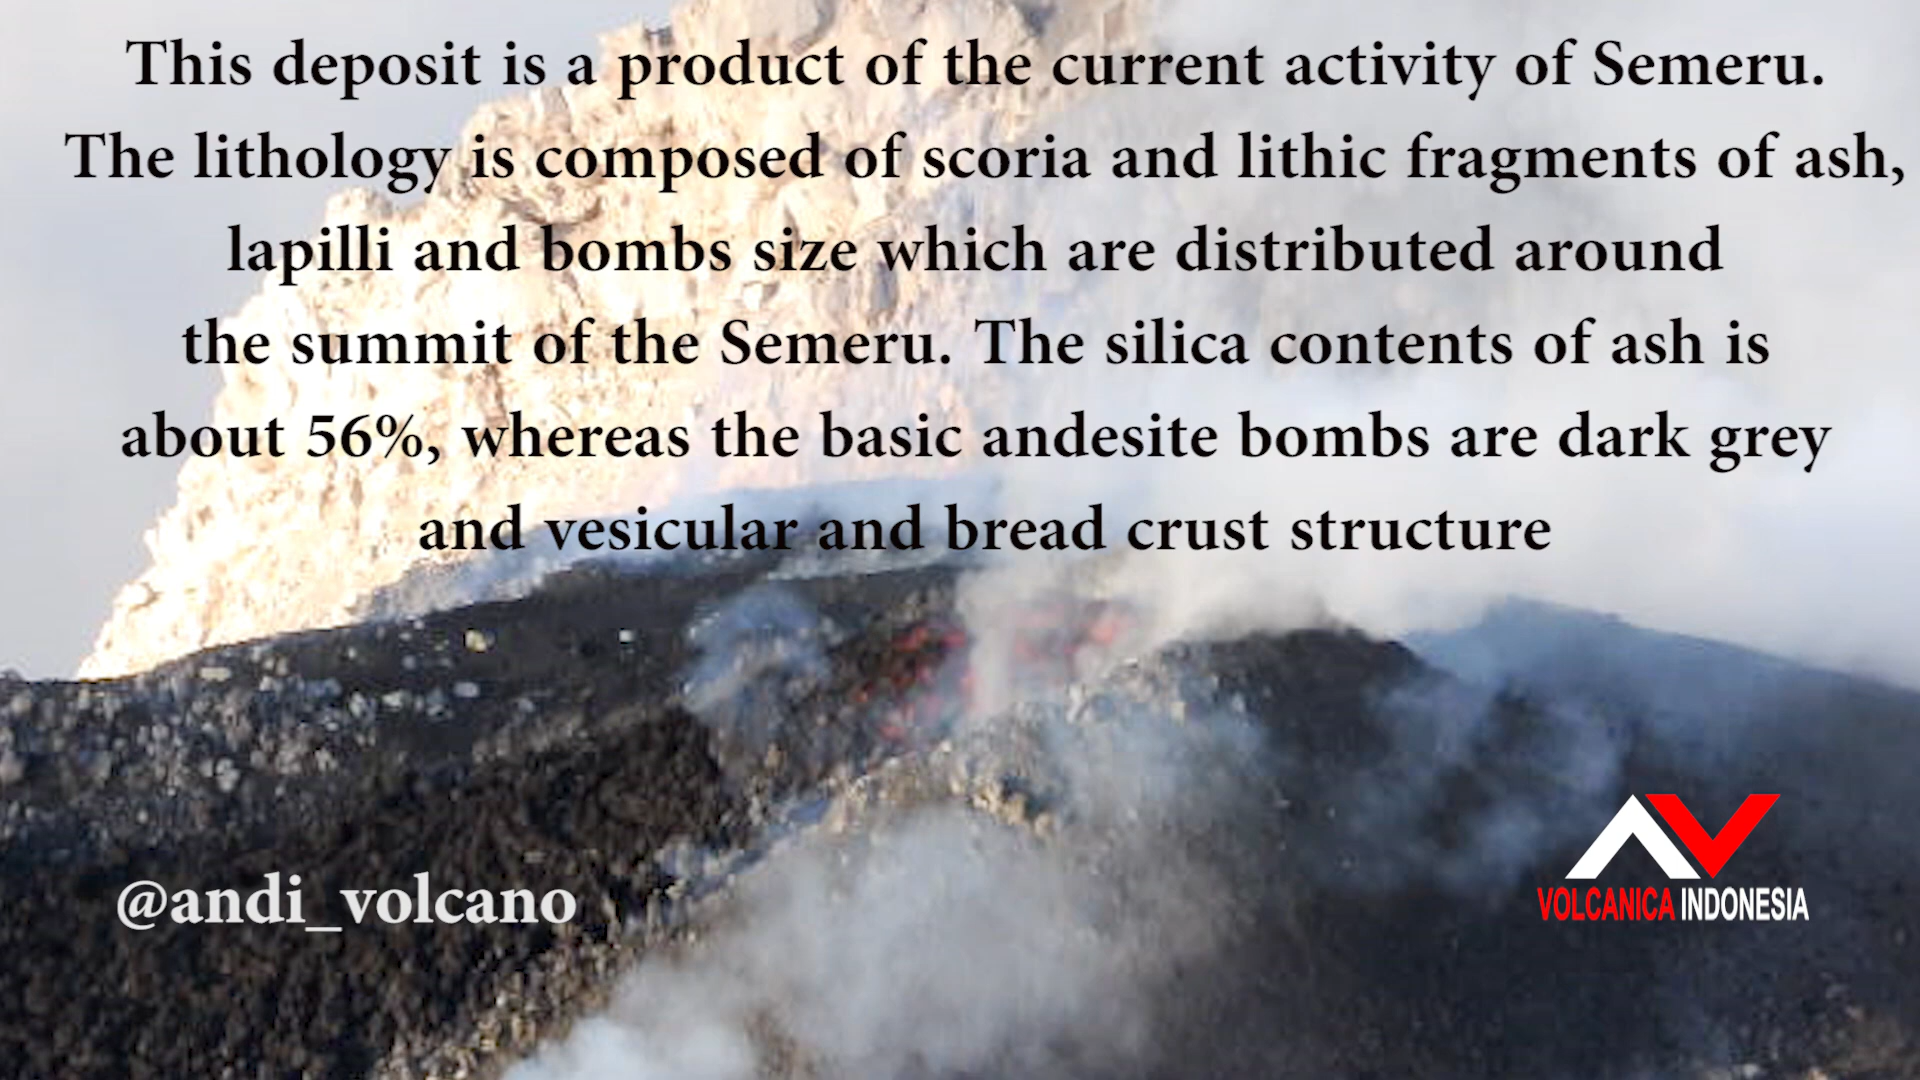 This deposit is a product of the current activity of Semeru.
The lithology is composed of scoria and lithic fragments of ash,
lapilli and bombs size which are distributed around
the summit of the Semeru. The silica contents of ash is
about 56%, whereas the basic andesite bombs are dark grey
and vesicular and bread crust structure
@andi_volcano
VOLCANICA INDONESIA